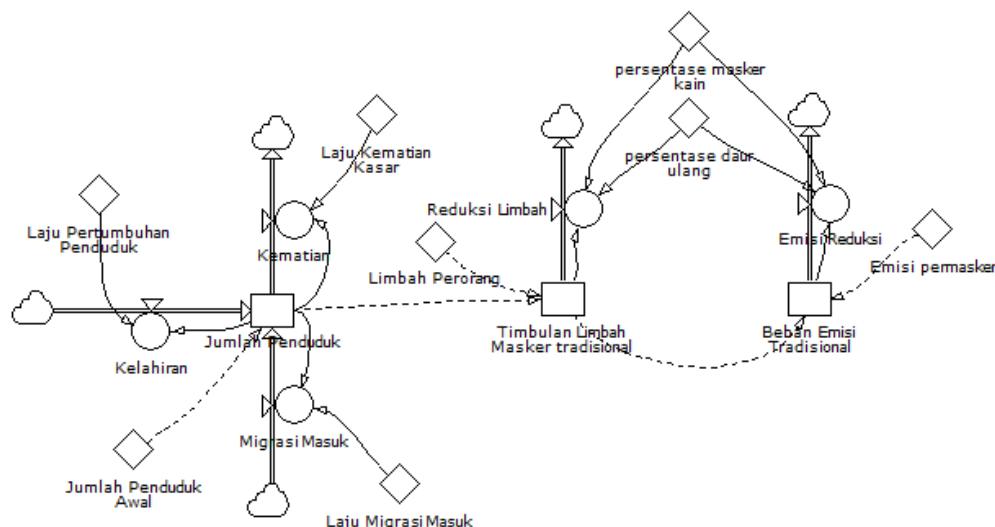 persentase masker
kain
Laju Kematian
Kasar
persentase daur
ulang
Laju Pertumbuhan
Penduduk
Reduksi Limbah
Kematian
Emisi Reduksi
Limbah Perorang
Emisi permasker
Jumlah Penduduk
Timbulan Limbah
Masker tradisional
Beban Emisi
Tradisional
Kelahiran
Migrasi Masuk
Jumlah Penduduk
Awal
Laju Migrasi Masuk